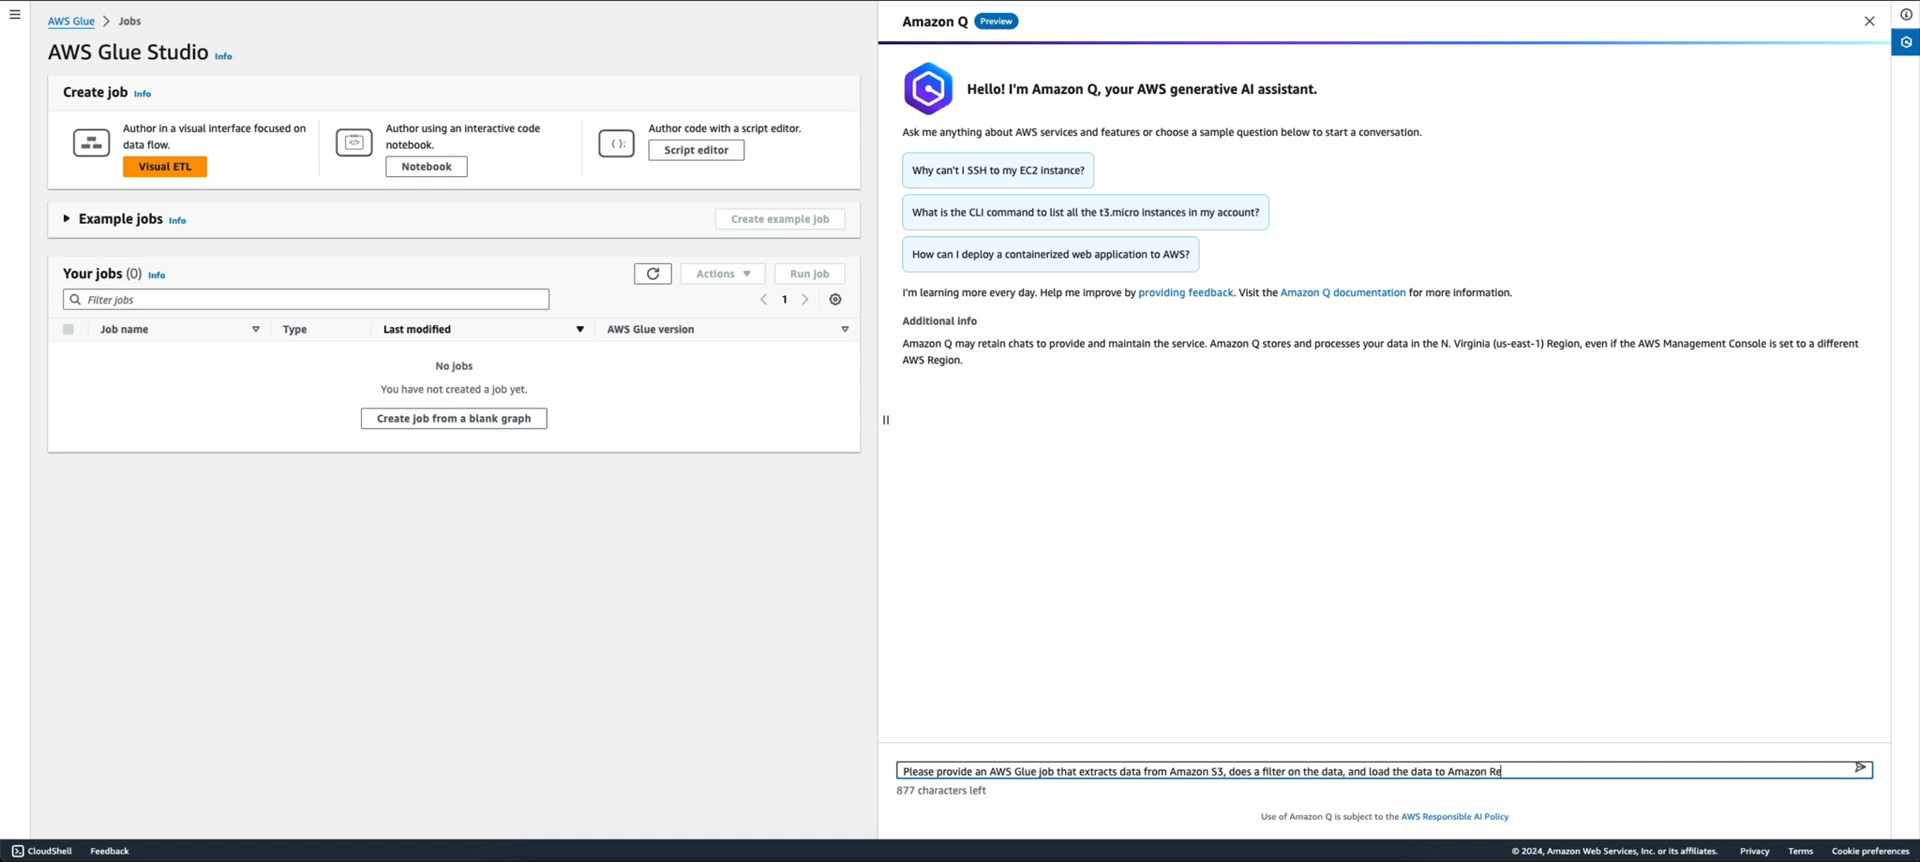 AWS Glue > Jobs
AWS Glue Studio Info
Create job Info
Author in a visual interface focused on
data flow.
Visual ETL
Author using an interactive code
notebook.
Notebook
Author code with a script editor.
Script editor
Example jobs Info
Create example job
Your jobs (0) Info
Actions
Run job
Filter jobs
1
Job name
Type
Last modified
AWS Glue version
No jobs
You have not created a job yet.
Create job from a blank graph
Amazon Q Preview
Hello! I'm Amazon Q, your AWS generative AI assistant.
Ask me anything about AWS services and features or choose a sample question below to start a conversation.
Why can't I SSH to my EC2 instance?
What is the CLI command to list all the t3.micro instances in my account?
How can I deploy a containerized web application to AWS?
I'm learning more every day. Help me improve by providing feedback. Visit the Amazon Q documentation for more information.
Additional info
Amazon Q may retain chats to provide and maintain the service. Amazon Q stores and processes your data in the N. Virginia (us-east-1) Region, even if the AWS Management Console is set to a different
AWS Region.
Please provide an AWS Glue job that extracts data from Amazon S3, does a filter on the data, and load the data to Amazon Re
877 characters left
Use of Amazon Q is subject to the AWS Responsible AI Policy
CloudShell
Feedback
© 2024, Amazon Web Services, Inc. or its affiliates.
Privacy
Terms
Cookie preferences